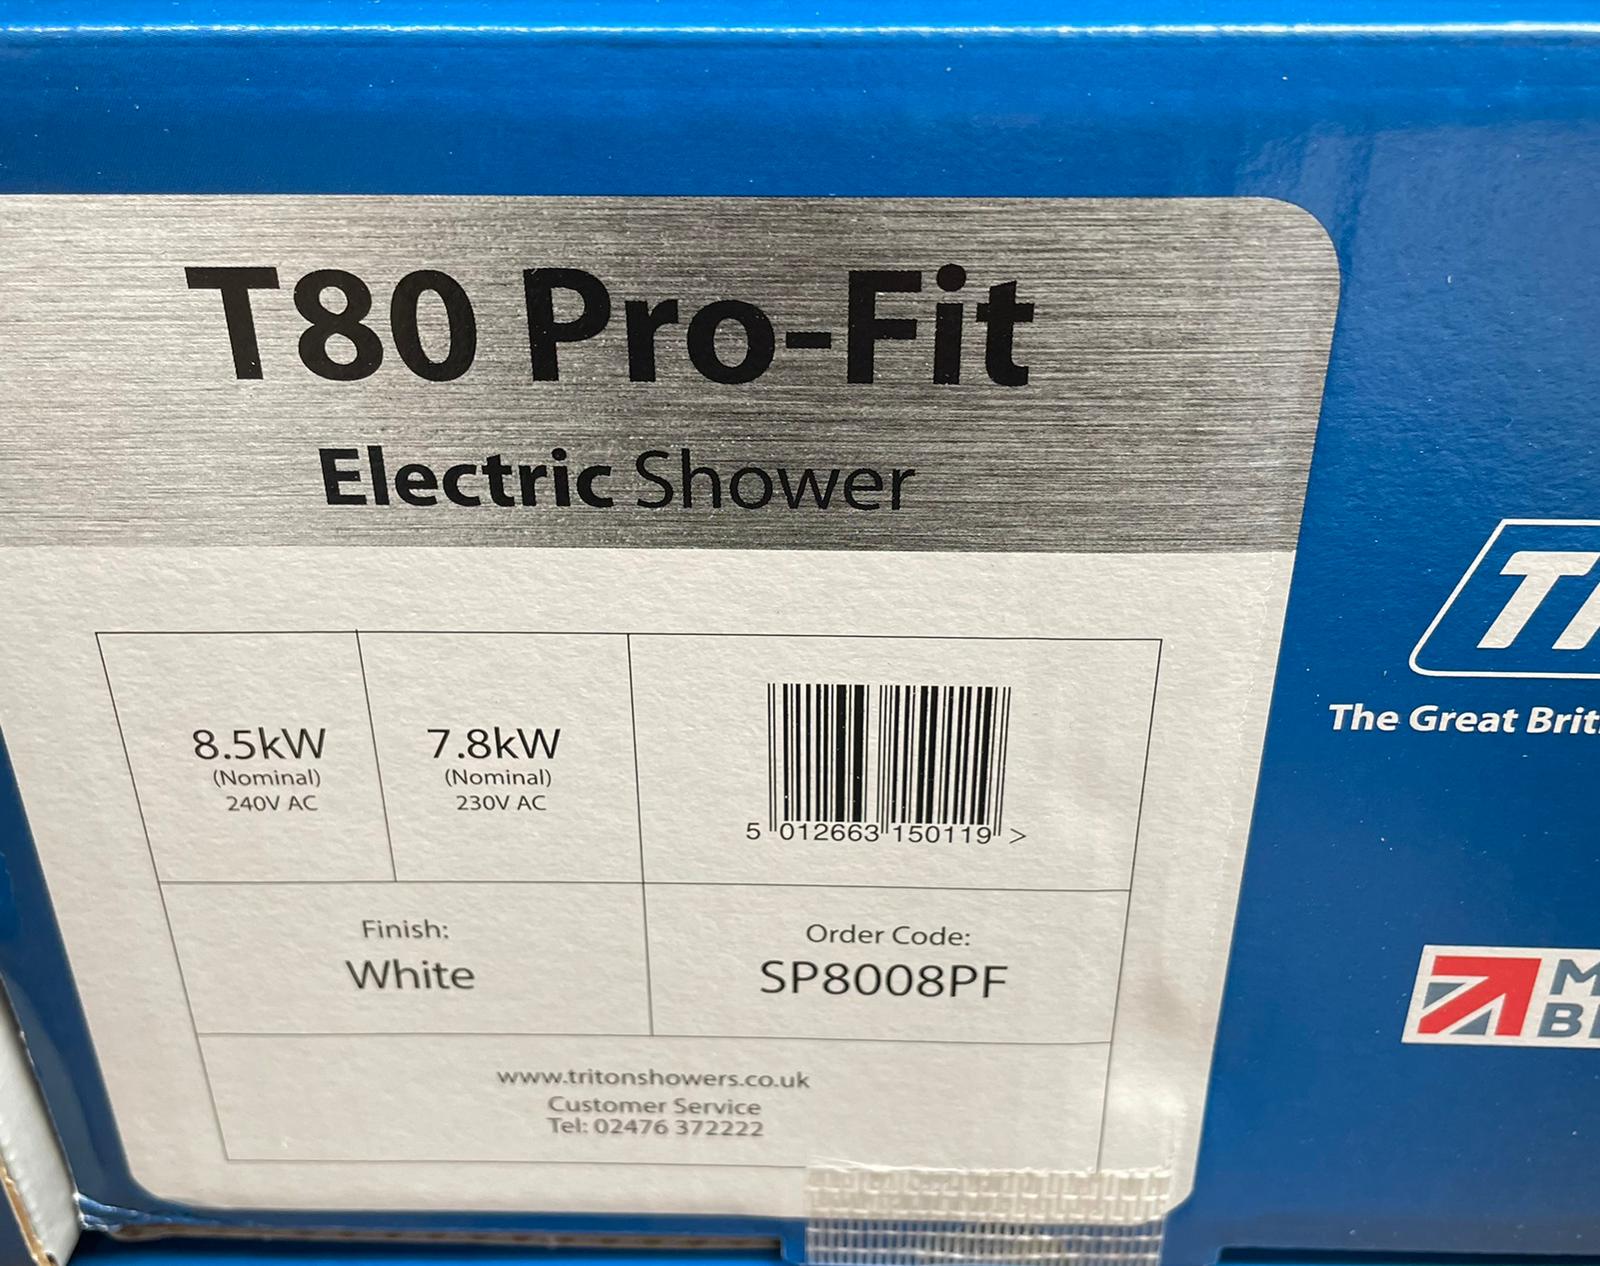 T80 Pro-Fit
Electric Shower
8.5kW
(Nominal)
240V AC
7.8kW
(Nominal)
230V AC
5 012663 150119 >
Finish:
White
Order Code:
SP8008PF
www.tritonshowers.co.uk
Customer Service
Tel: 02476 372222
The Great